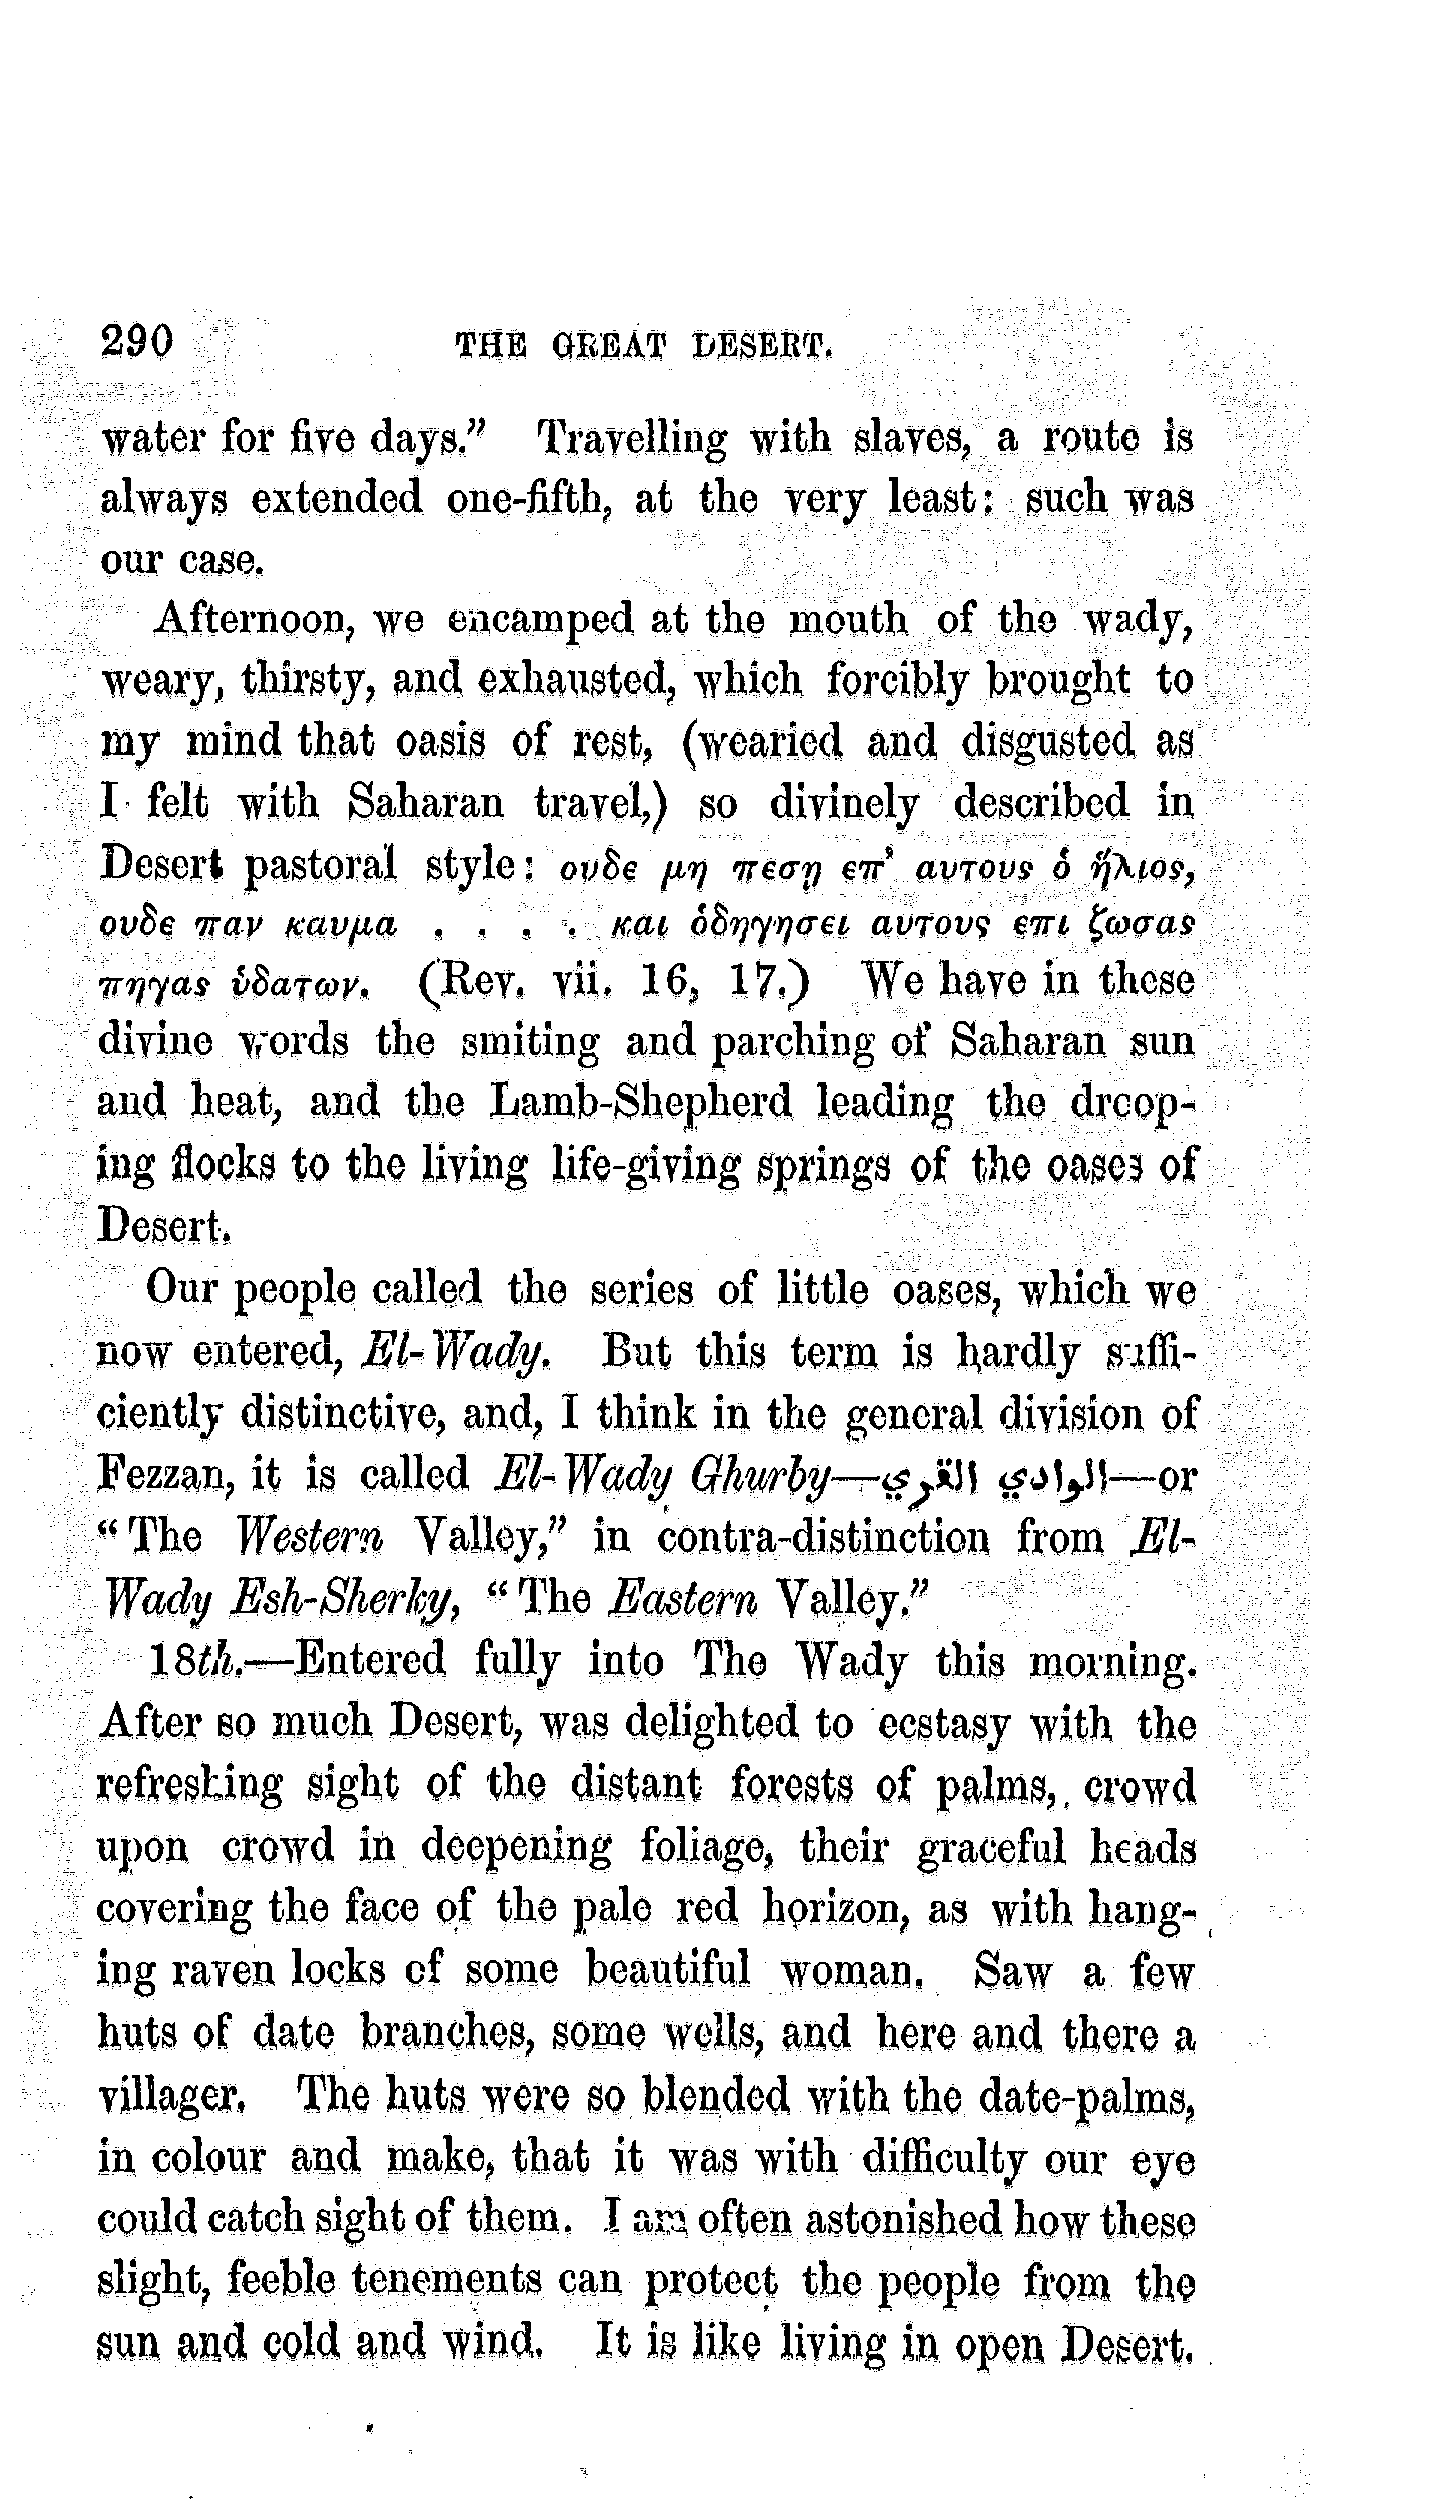 290 THE GREAT DESERT.
water for five days.” Travelling with slaves, a route is
always extended one-fifth, at the very least: such was
our case.
Afternoon, we encamped at the mouth of the wady,
weary, thirsty, and exhausted, which forcibly brought to
my mind that oasis of rest, (wearied and disgusted as
I felt with Saharan travel,) so divinely described in
Desert pastoral style: ουδε μη πεσῃ επ’ αυτους ὁ ἥλιος,
ουδε παν καυμα . . . . και ὁδηγησει αυτους επι ζωσας
πηγας ὑδατων. (Rev. vii. 16, 17.) We have in these
divine words the smiting and parching of Saharan sun
and heat, and the Lamb-Shepherd leading the droop-
ing flocks to the living life-giving springs of the oases of
Desert.
Our people called the series of little oases, which we
now entered, El-Wady. But this term is hardly suffi-
ciently distinctive, and, I think in the general division of
Fezzan, it is called El-Wady Ghurby—الوادي الغربي—or
“The Western Valley,” in contra-distinction from El-
Wady Esh-Sherky, “The Eastern Valley.”
18th.—Entered fully into The Wady this morning.
After so much Desert, was delighted to ecstasy with the
refreshing sight of the distant forests of palms, crowd
upon crowd in deepening foliage, their graceful heads
covering the face of the pale red horizon, as with hang-
ing raven locks of some beautiful woman. Saw a few
huts of date branches, some wells, and here and there a
villager. The huts were so blended with the date-palms,
in colour and make, that it was with difficulty our eye
could catch sight of them. I am often astonished how these
slight, feeble tenements can protect the people from the
sun and cold and wind. It is like living in open Desert.